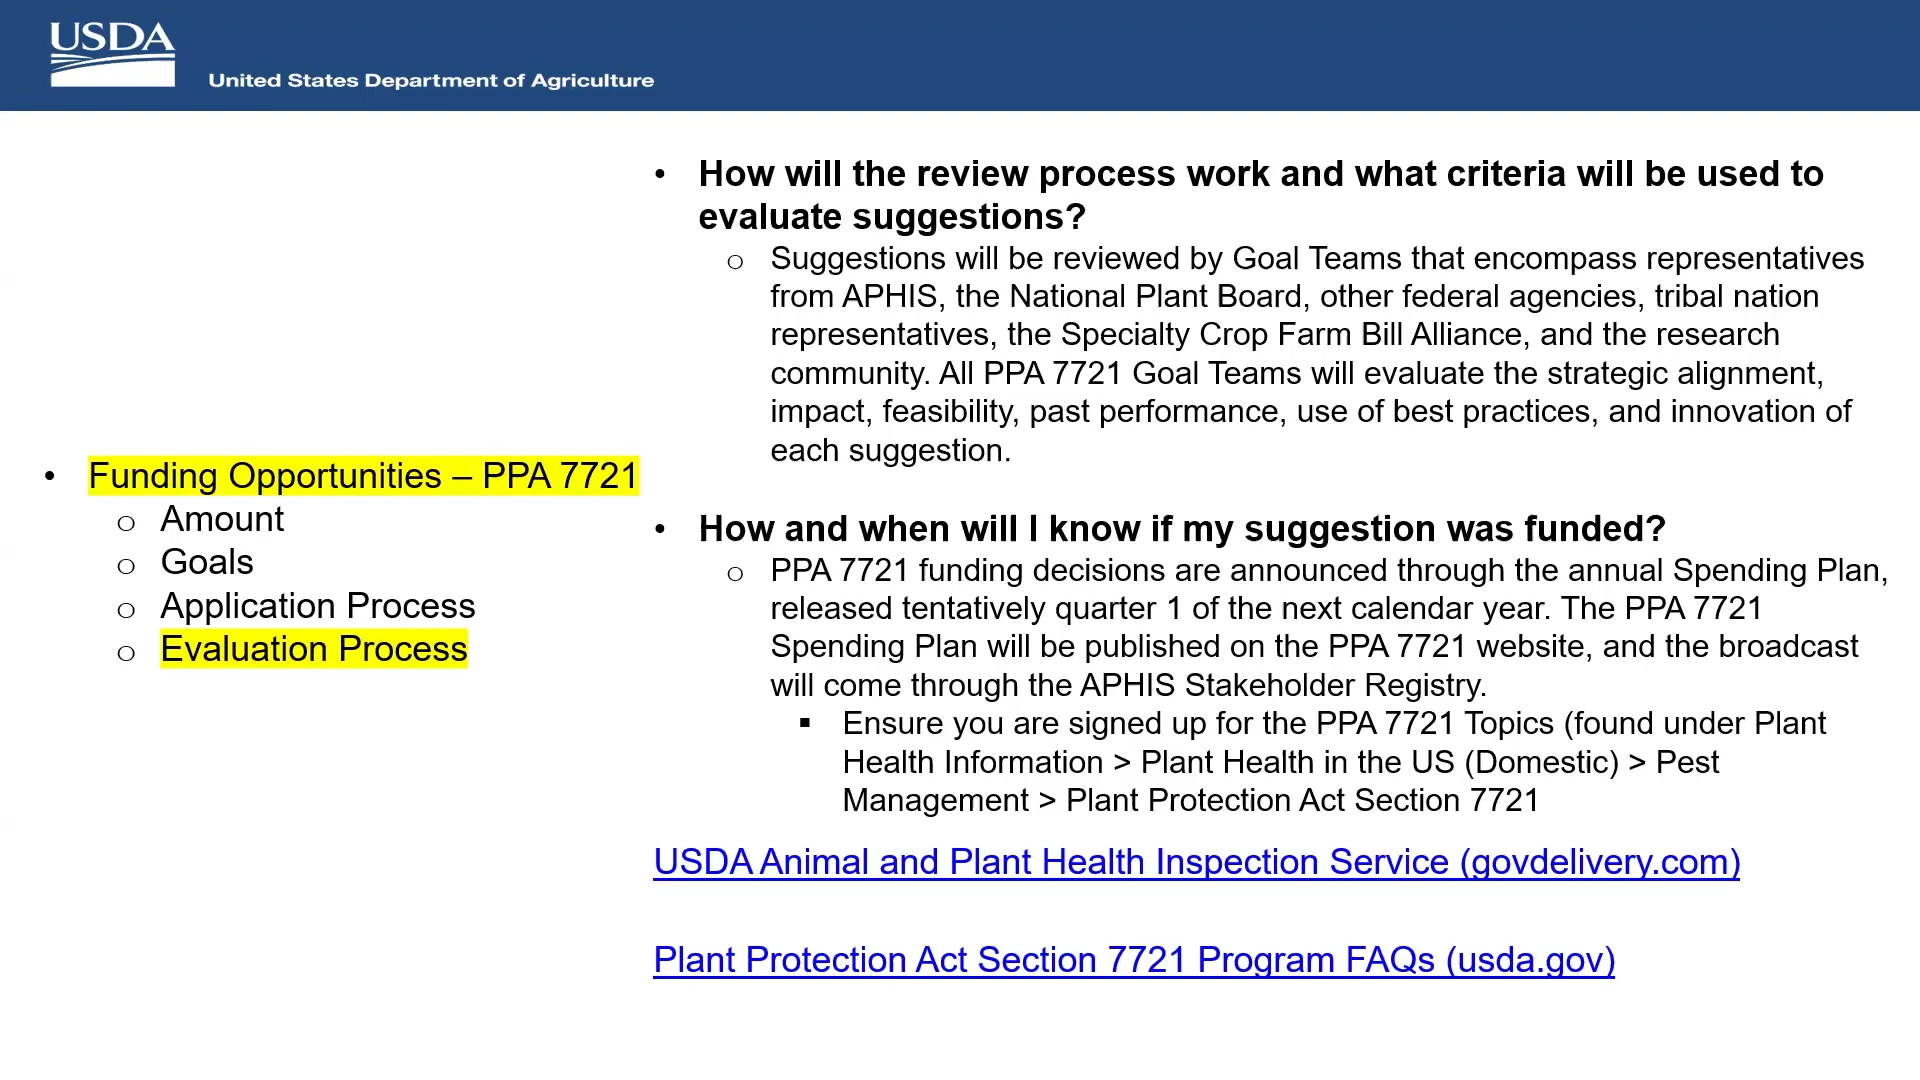 USDA
United States Department of Agriculture
• Funding Opportunities – PPA 7721
o Amount
o Goals
o Application Process
o Evaluation Process
• How will the review process work and what criteria will be used to
evaluate suggestions?
o Suggestions will be reviewed by Goal Teams that encompass representatives
from APHIS, the National Plant Board, other federal agencies, tribal nation
representatives, the Specialty Crop Farm Bill Alliance, and the research
community. All PPA 7721 Goal Teams will evaluate the strategic alignment,
impact, feasibility, past performance, use of best practices, and innovation of
each suggestion.
• How and when will I know if my suggestion was funded?
o PPA 7721 funding decisions are announced through the annual Spending Plan,
released tentatively quarter 1 of the next calendar year. The PPA 7721
Spending Plan will be published on the PPA 7721 website, and the broadcast
will come through the APHIS Stakeholder Registry.
▪ Ensure you are signed up for the PPA 7721 Topics (found under Plant
Health Information > Plant Health in the US (Domestic) > Pest
Management > Plant Protection Act Section 7721
USDA Animal and Plant Health Inspection Service (govdelivery.com)
Plant Protection Act Section 7721 Program FAQs (usda.gov)